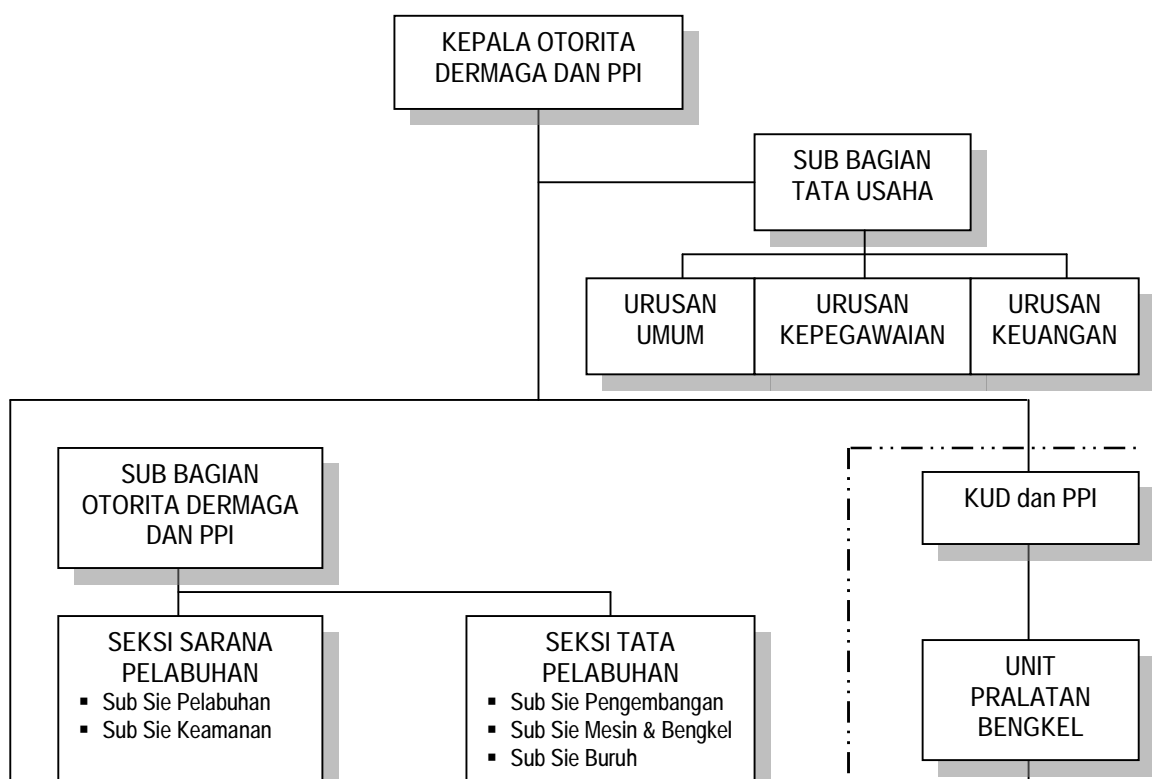 KEPALA OTORITA
DERMAGA DAN PPI
SUB BAGIAN
TATA USAHA
URUSAN
UMUM
URUSAN
KEPEGAWAIAN
URUSAN
KEUANGAN
SUB BAGIAN
OTORITA DERMAGA
DAN PPI
KUD dan PPI
SEKSI SARANA
PELABUHAN
▪ Sub Sie Pelabuhan
▪ Sub Sie Keamanan
SEKSI TATA
PELABUHAN
▪ Sub Sie Pengembangan
▪ Sub Sie Mesin & Bengkel
▪ Sub Sie Buruh
UNIT
PRALATAN
BENGKEL